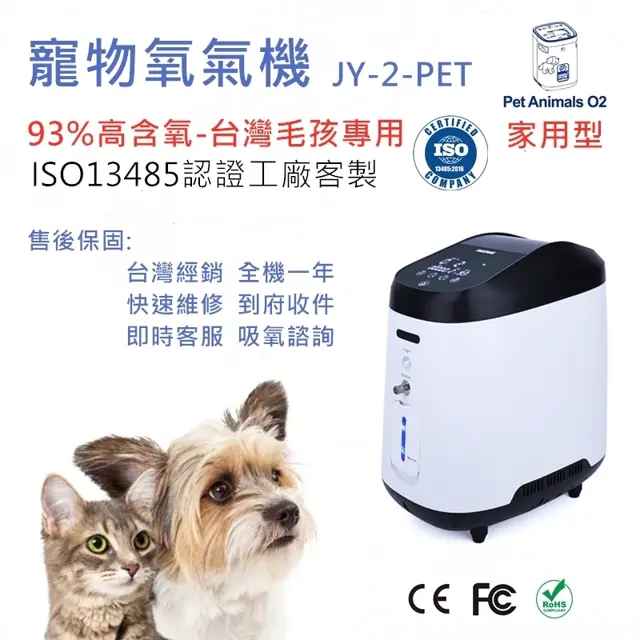 寵物氧氣機 JY-2-PET
Pet Animals O2
93%高含氧-台灣毛孩專用
CERTIFIED
ISO
13485:2016
COMPANY
家用型
ISO13485認證工廠客製
售後保固:
台灣經銷 全機一年
快速維修 到府收件
即時客服 吸氧諮詢
CE FC
RoHS
COMPLIANT